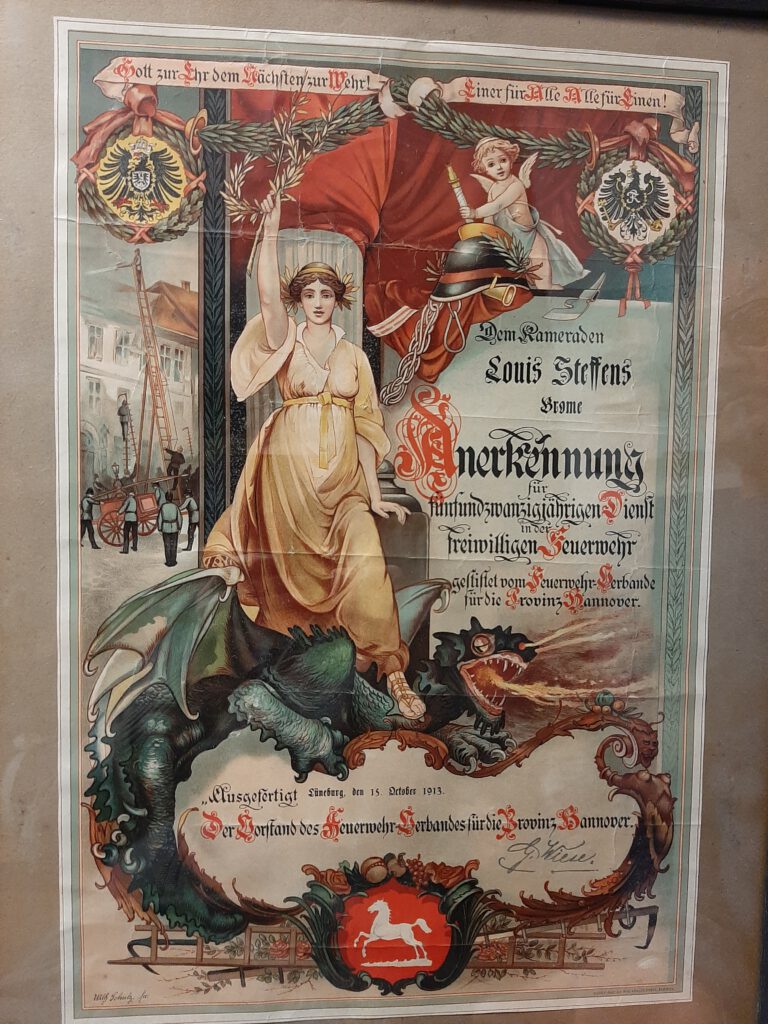 Gott zur Ehr dem Nächsten zur Wehr!
Einer für Alle Alle für Einen!
Dem Kameraden
Louis Steffens
Brome
Anerkennung
für
fünfundzwanzigjährigen Dienst
in der
freiwilligen Feuerwehr
gestiftet vom Feuerwehr-Verbande
für die Provinz Hannover.
„Ausgefertigt Lüneburg, den 15. October 1913.
Der Vorstand des Feuerwehr-Verbandes für die Provinz Hannover.
G. Wiese.